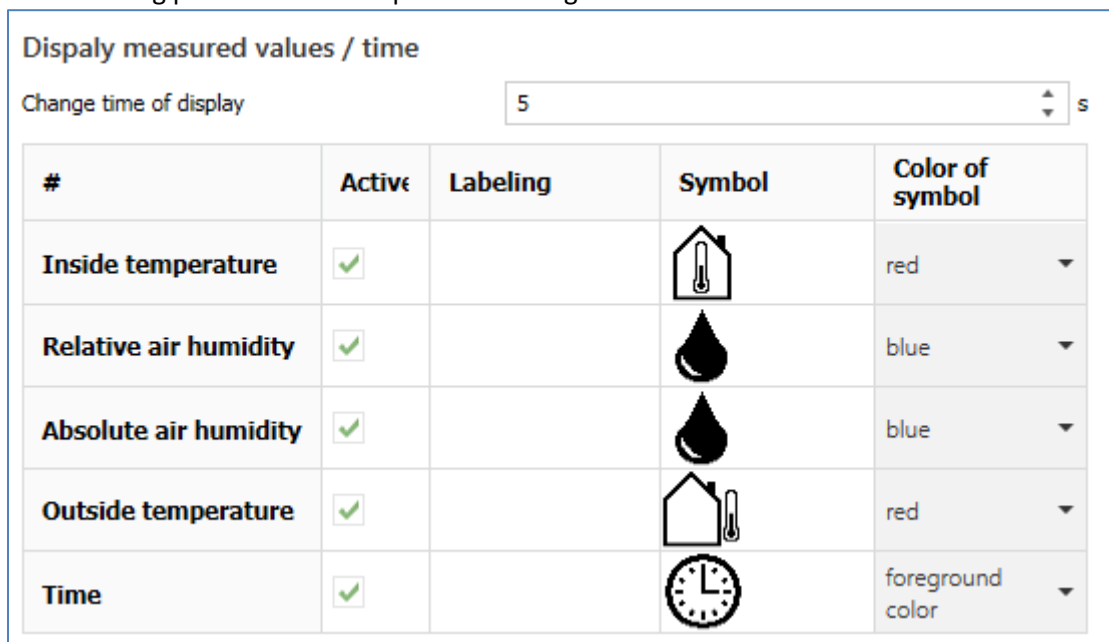 Dispaly measured values / time
Change time of display 5 s
# Active Labeling Symbol Color of symbol
Inside temperature red
Relative air humidity blue
Absolute air humidity blue
Outside temperature red
Time foreground color